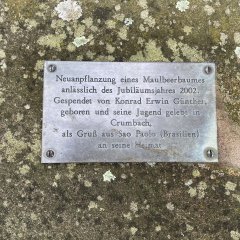 Neuanpflanzung eines Maulbeerbaumes
anlässlich des Jubiläumsjahres 2002.
Gespendet von Konrad Erwin Günther,
geboren und seine Jugend gelebt in
Crumbach,
als Gruß aus Sao Paolo (Brasilien)
an seine Heimat